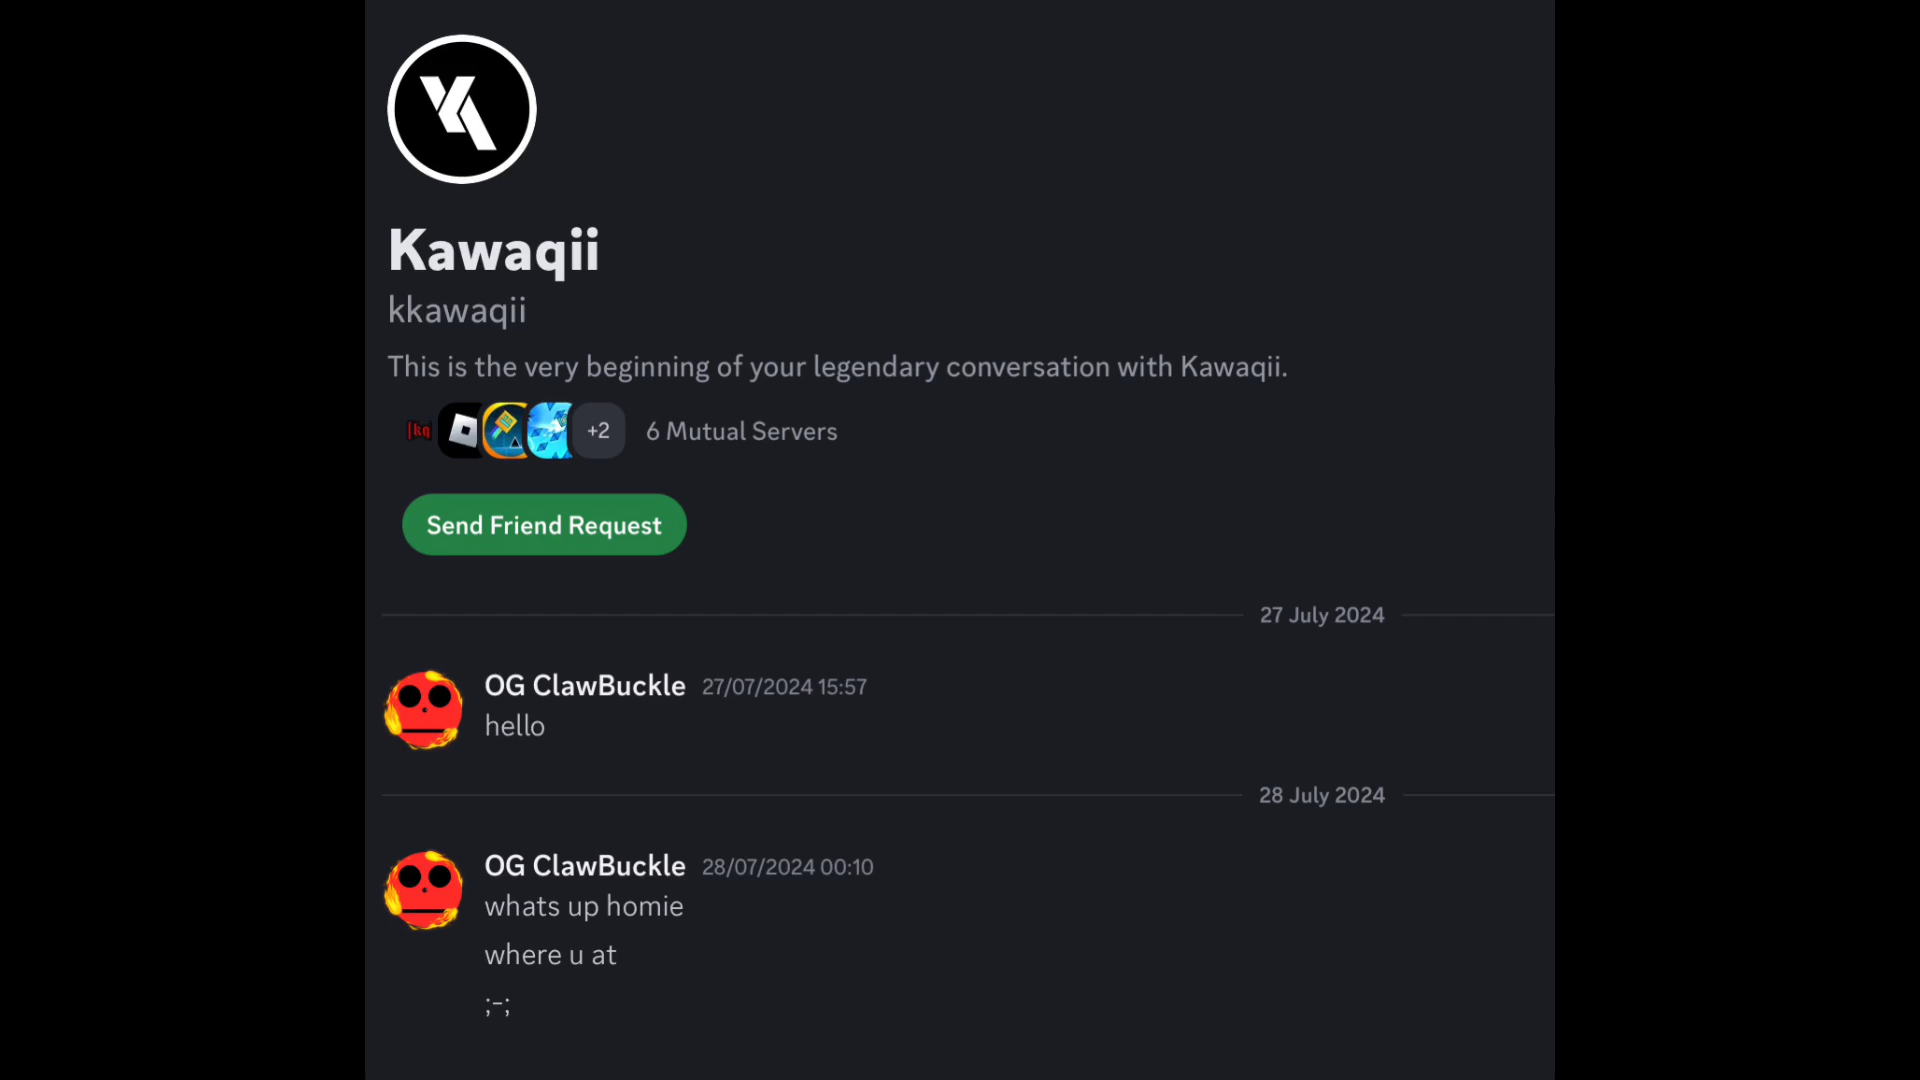 Kawaqii
kkawaqii
This is the very beginning of your legendary conversation with Kawaqii.
kq
+2 6 Mutual Servers
Send Friend Request
27 July 2024
OG ClawBuckle 27/07/2024 15:57
hello
28 July 2024
OG ClawBuckle 28/07/2024 00:10
whats up homie
where u at
;-;